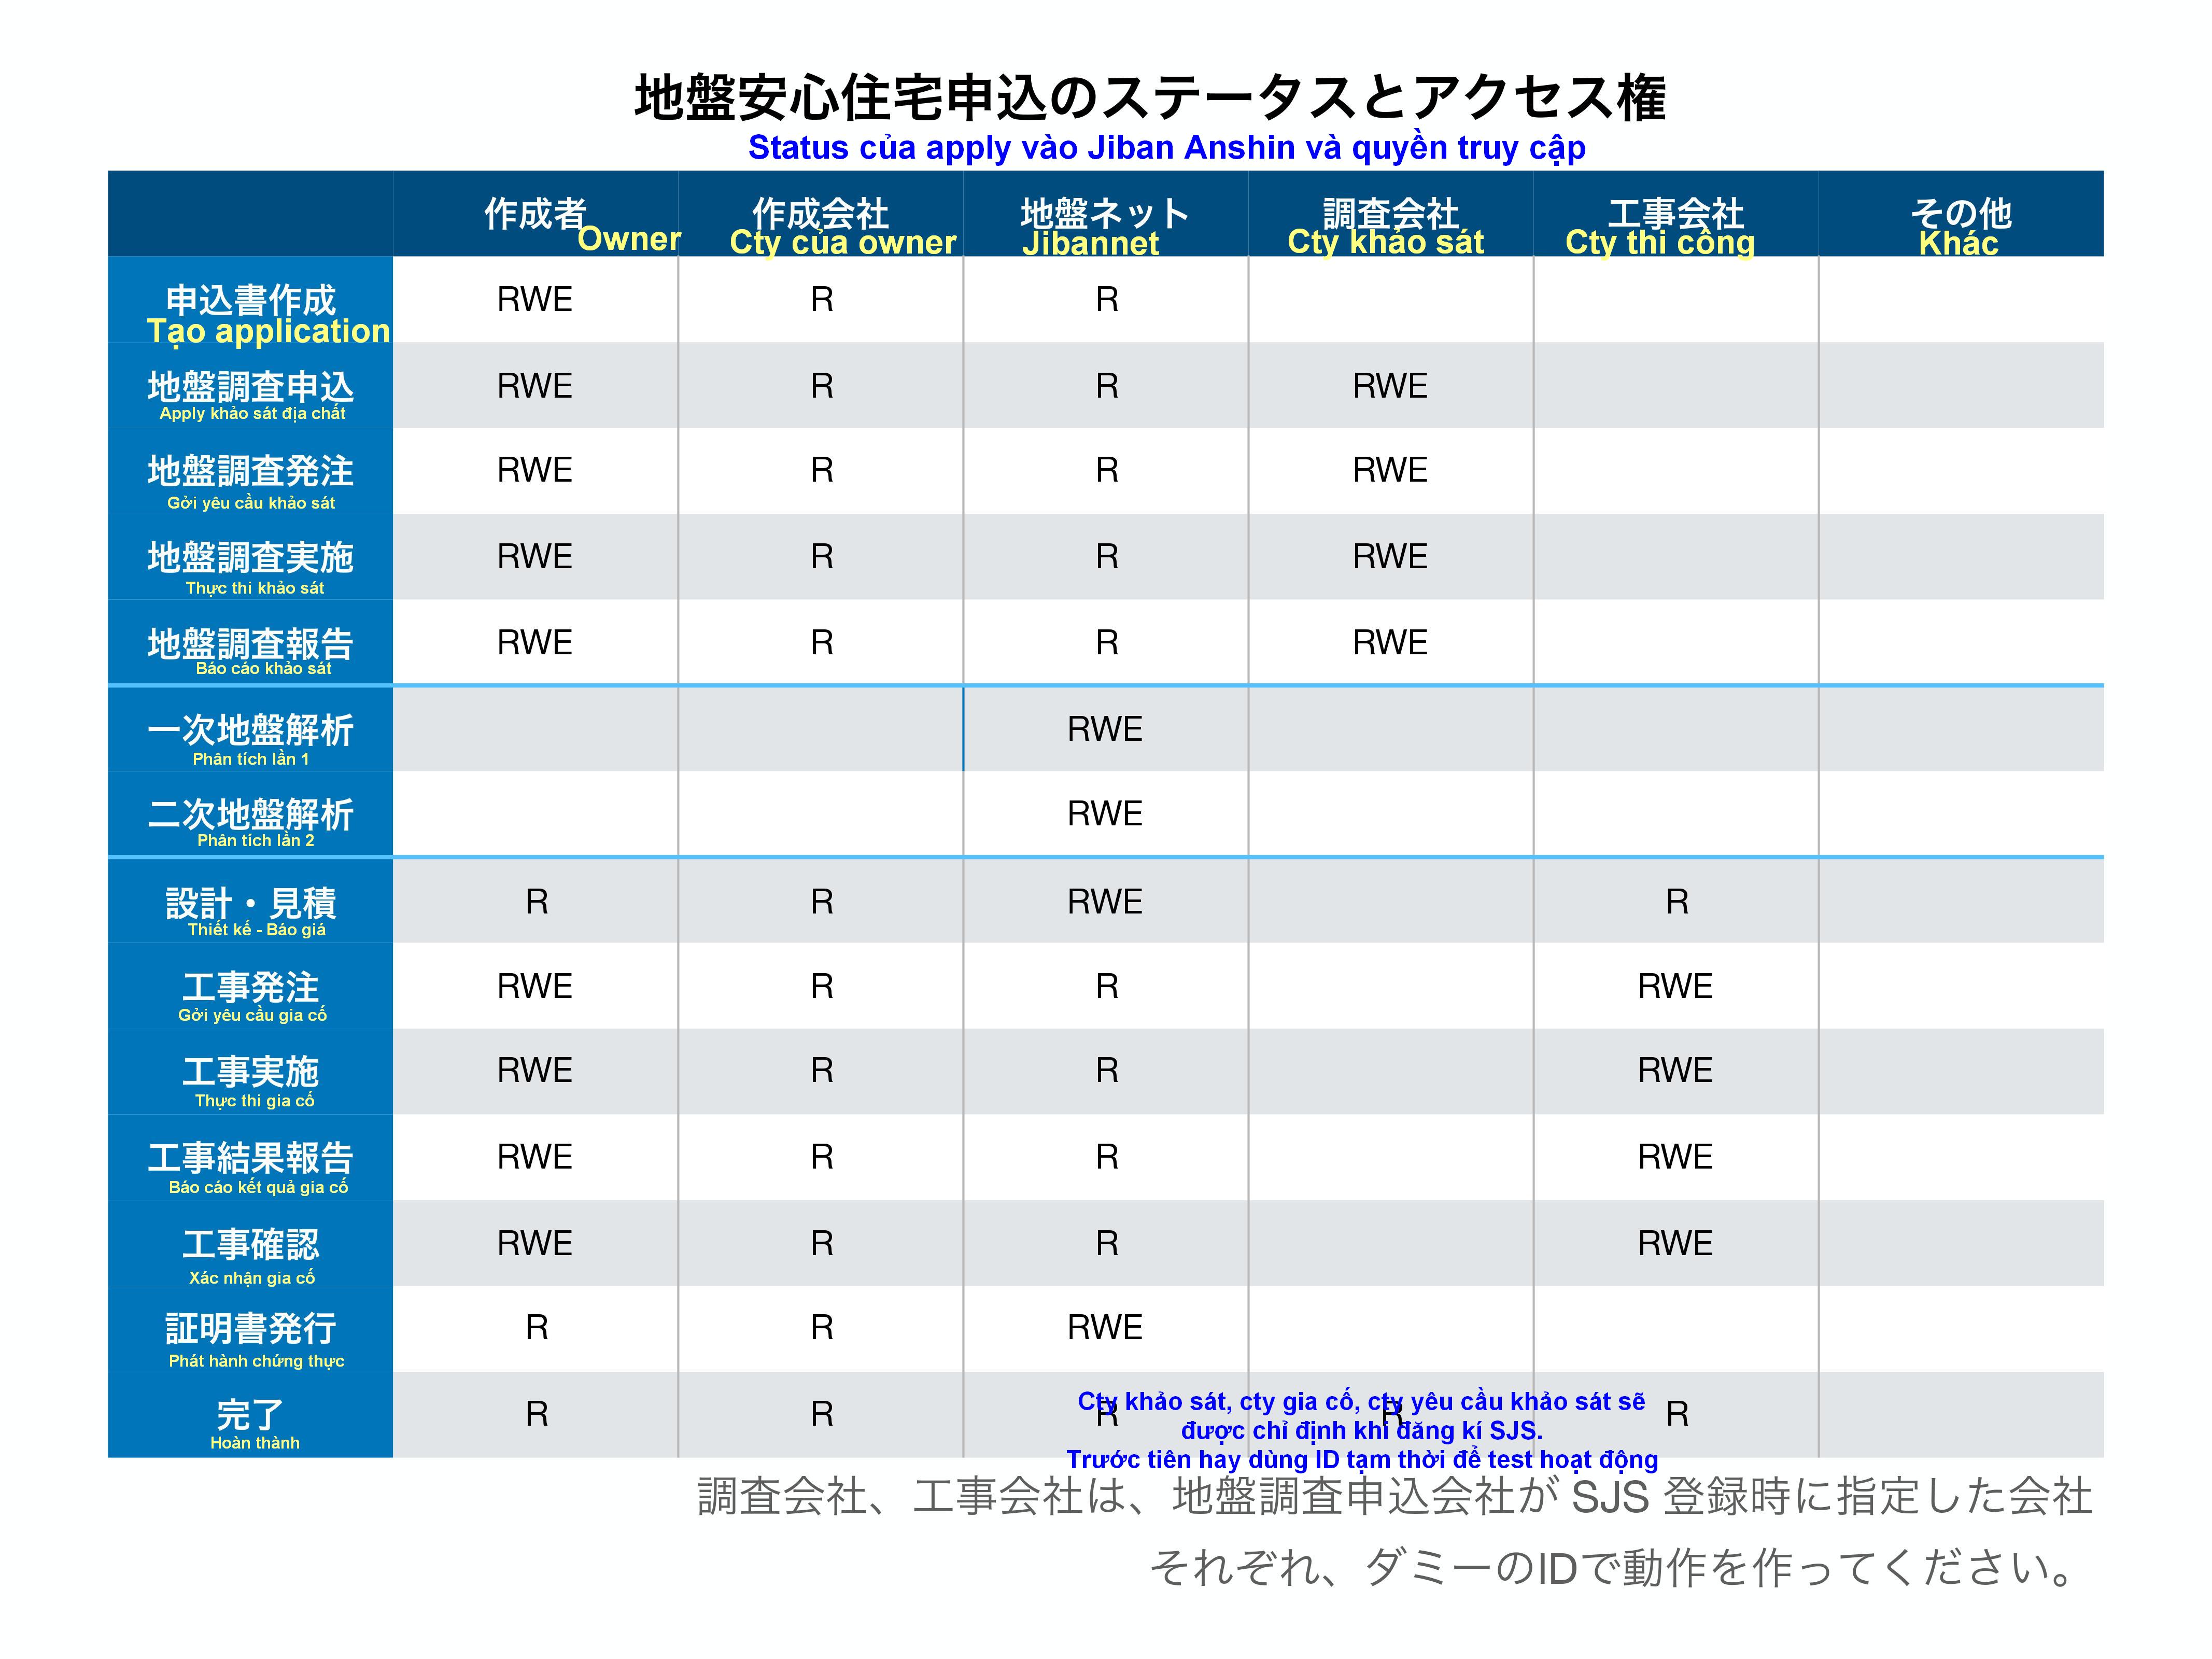 地盤安心住宅申込のステータスとアクセス権
Status của apply vào Jiban Anshin và quyền truy cập
作成者 作成会社 地盤ネット 調査会社 工事会社 その他
Owner Cty của owner Jibannet Cty khảo sát Cty thi công Khác
申込書作成 RWE R R
Tạo application
地盤調査申込 RWE R R RWE
Apply khảo sát địa chất
地盤調査発注 RWE R R RWE
Gởi yêu cầu khảo sát
地盤調査実施 RWE R R RWE
Thực thi khảo sát
地盤調査報告 RWE R R RWE
Báo cáo khảo sát
一次地盤解析 RWE
Phân tích lần 1
二次地盤解析 RWE
Phân tích lần 2
設計・見積 R R RWE R
Thiết kế - Báo giá
工事発注 RWE R R RWE
Gởi yêu cầu gia cố
工事実施 RWE R R RWE
Thực thi gia cố
工事結果報告 RWE R R RWE
Báo cáo kết quả gia cố
工事確認 RWE R R RWE
Xác nhận gia cố
証明書発行 R R RWE
Phát hành chứng thực
完了 R R R R R
Hoàn thành
Cty khảo sát, cty gia cố, cty yêu cầu khảo sát sẽ
được chỉ định khi đăng kí SJS.
Trước tiên hay dùng ID tạm thời để test hoạt động
調査会社、工事会社は、地盤調査申込会社が SJS 登録時に指定した会社
それぞれ、ダミーのIDで動作を作ってください。